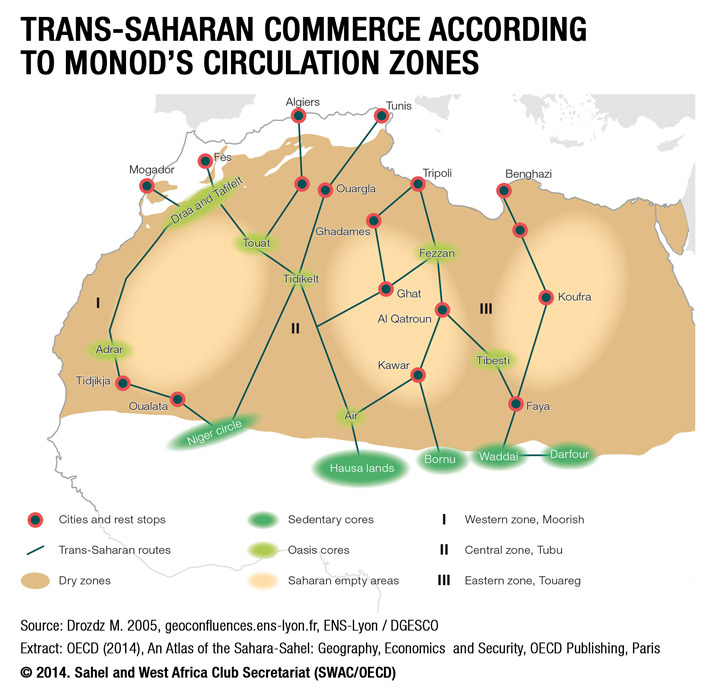 TRANS-SAHARAN COMMERCE ACCORDING
TO MONOD'S CIRCULATION ZONES
Algiers
Tunis
Fès
Mogador
Tripoli
Benghazi
Draa and Taffelt
Ouargla
Ghadames
Touat
Fezzan
Tidikelt
Ghat
Koufra
I
II
III
Al Qatroun
Adrar
Tibesti
Kawar
Tidjikja
Oualata
Aïr
Faya
Niger circle
Hausa lands
Bornu
Waddai
Darfour
Cities and rest stops
Sedentary cores
I Western zone, Moorish
Trans-Saharan routes
Oasis cores
II Central zone, Tubu
Dry zones
Saharan empty areas
III Eastern zone, Touareg
Source: Drozdz M. 2005, geoconfluences.ens-lyon.fr, ENS-Lyon / DGESCO
Extract: OECD (2014), An Atlas of the Sahara-Sahel: Geography, Economics and Security, OECD Publishing, Paris
© 2014. Sahel and West Africa Club Secretariat (SWAC/OECD)